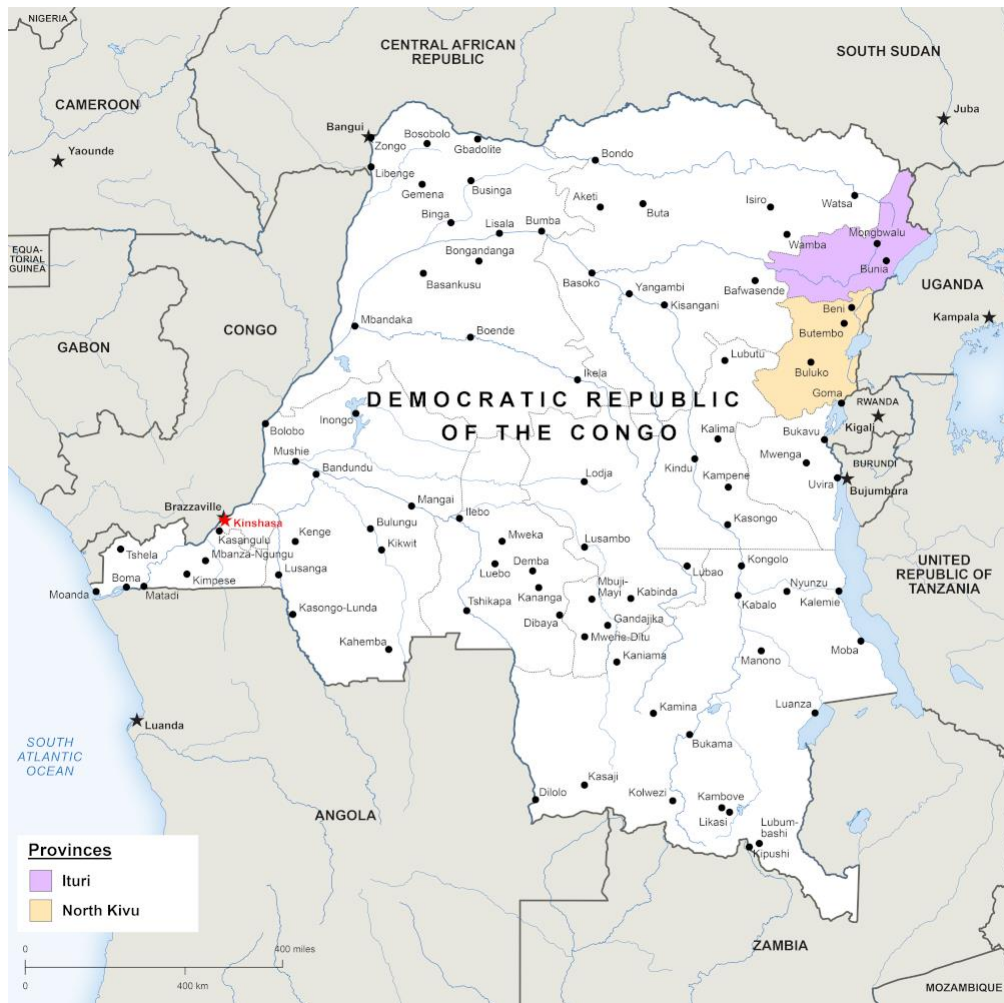 NIGERIA
CENTRAL AFRICAN
REPUBLIC
SOUTH SUDAN
CAMEROON
Juba
Yaounde
Bangui
Zongo
Bosobolo
Gbadolite
Libenge
Gemena
Businga
Bondo
Aketi
Buta
Isiro
Watsa
Binga
Lisala
Bumba
Wamba
Mongbwalu
Bunia
EQUA-
TORIAL
GUINEA
Bongandanga
Basankusu
Basoko
Yangambi
Kisangani
Bafwasende
UGANDA
Kampala
Beni
Butembo
CONGO
GABON
Mbandaka
Boende
Lubutu
Buluko
Ikela
Goma
RWANDA
Kigali
DEMOCRATIC REPUBLIC
OF THE CONGO
Inongo
Bolobo
Kalima
Bukavu
Mwenga
BURUNDI
Bujumbura
Uvira
Mushie
Bandundu
Lodja
Kindu
Kampene
Mangai
Ilebo
Kasongo
Brazzaville
Kinshasa
Kasangulu
Kenge
Bulungu
Kikwit
Mweka
Lusambo
Tshela
Mbanza-Ngungu
Kimpese
Lusanga
Luebo
Demba
Kananga
Mbuji-
Mayi
Kabinda
Lubao
Kongolo
Nyunzu
Kabalo
Kalemie
UNITED
REPUBLIC OF
TANZANIA
Moanda
Boma
Matadi
Kasongo-Lunda
Tshikapa
Dibaya
Gandajika
Mwene-Ditu
Kahemba
Kaniama
Manono
Moba
Luanda
Kamina
Luanza
Bukama
SOUTH
ATLANTIC
OCEAN
Kasaji
Dilolo
Kolwezi
Kambove
Likasi
Lubum-
bashi
Kipushi
ANGOLA
ZAMBIA
MOZAMBIQUE
Provinces
Ituri
North Kivu
0
400 miles
0
400 km